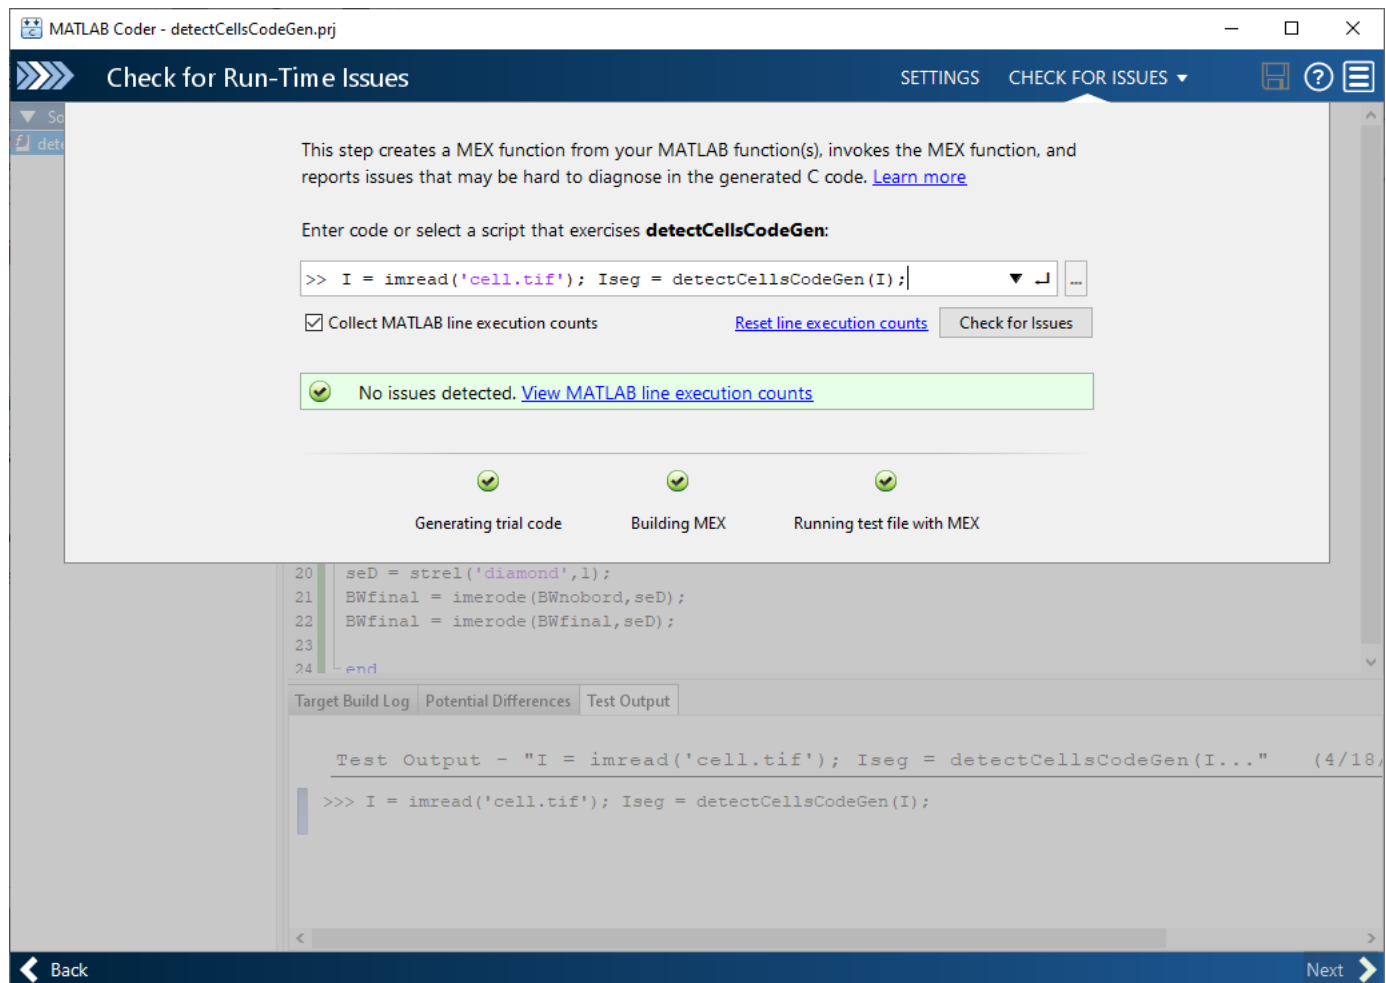 MATLAB Coder - detectCellsCodeGen.prj
Check for Run-Time Issues
SETTINGS
CHECK FOR ISSUES
So
dete
This step creates a MEX function from your MATLAB function(s), invokes the MEX function, and
reports issues that may be hard to diagnose in the generated C code. Learn more
Enter code or select a script that exercises detectCellsCodeGen:
>> I = imread('cell.tif'); Iseg = detectCellsCodeGen(I);
...
Collect MATLAB line execution counts
Reset line execution counts
Check for Issues
No issues detected. View MATLAB line execution counts
Generating trial code
Building MEX
Running test file with MEX
20 seD = strel('diamond',1);
21 BWfinal = imerode(BWnobord,seD);
22 BWfinal = imerode(BWfinal,seD);
23
24 end
Target Build Log
Potential Differences
Test Output
Test Output - "I = imread('cell.tif'); Iseg = detectCellsCodeGen(I..." (4/18/
>>> I = imread('cell.tif'); Iseg = detectCellsCodeGen(I);
Back
Next